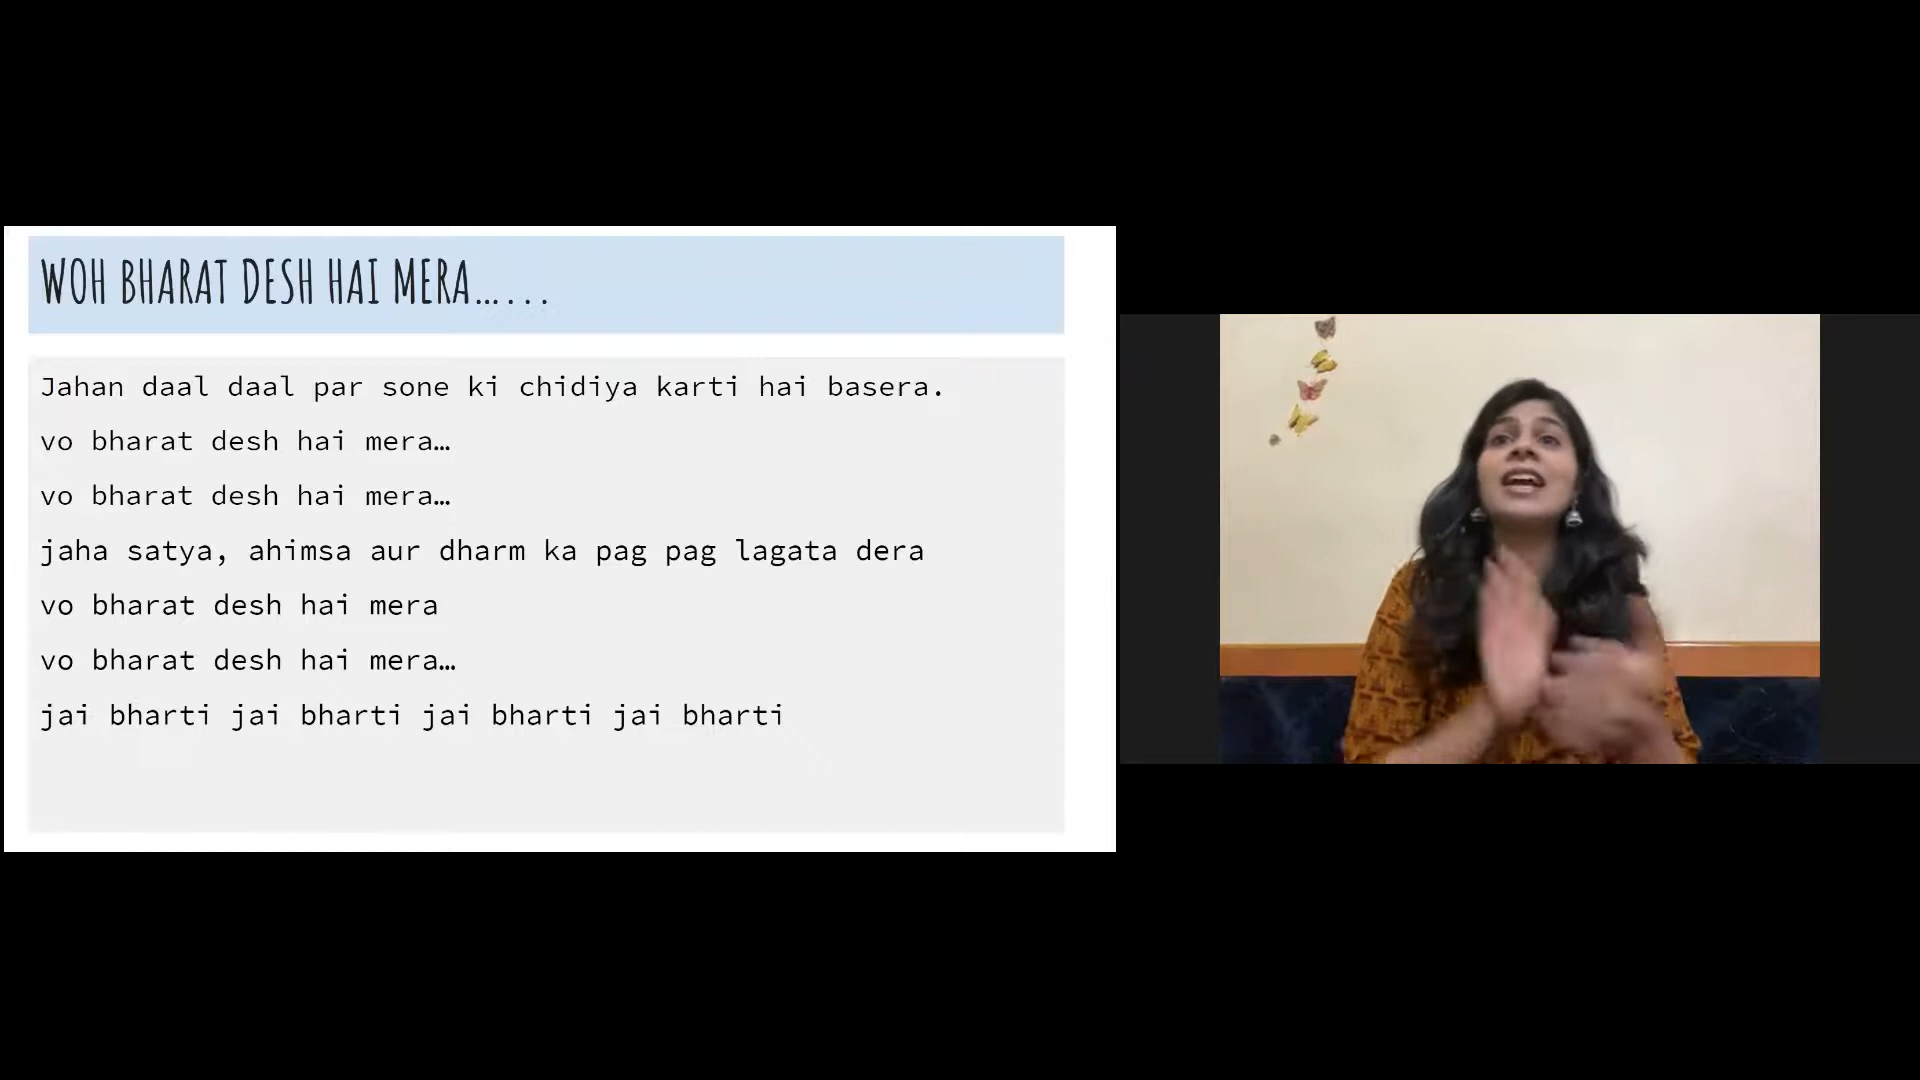 WOH BHARAT DESH HAI MERA…...
Jahan daal daal par sone ki chidiya karti hai basera.
vo bharat desh hai mera…
vo bharat desh hai mera…
jaha satya, ahimsa aur dharm ka pag pag lagata dera
vo bharat desh hai mera
vo bharat desh hai mera…
jai bharti jai bharti jai bharti jai bharti